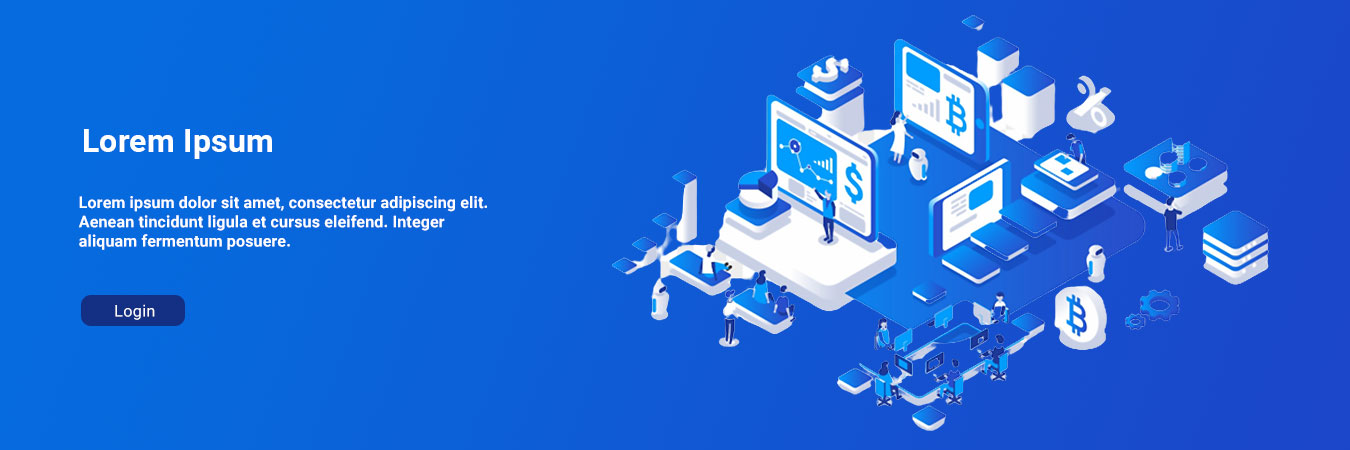 Lorem Ipsum
Lorem ipsum dolor sit amet, consectetur adipiscing elit.
Aenean tincidunt ligula et cursus eleifend. Integer
aliquam fermentum posuere.
Login